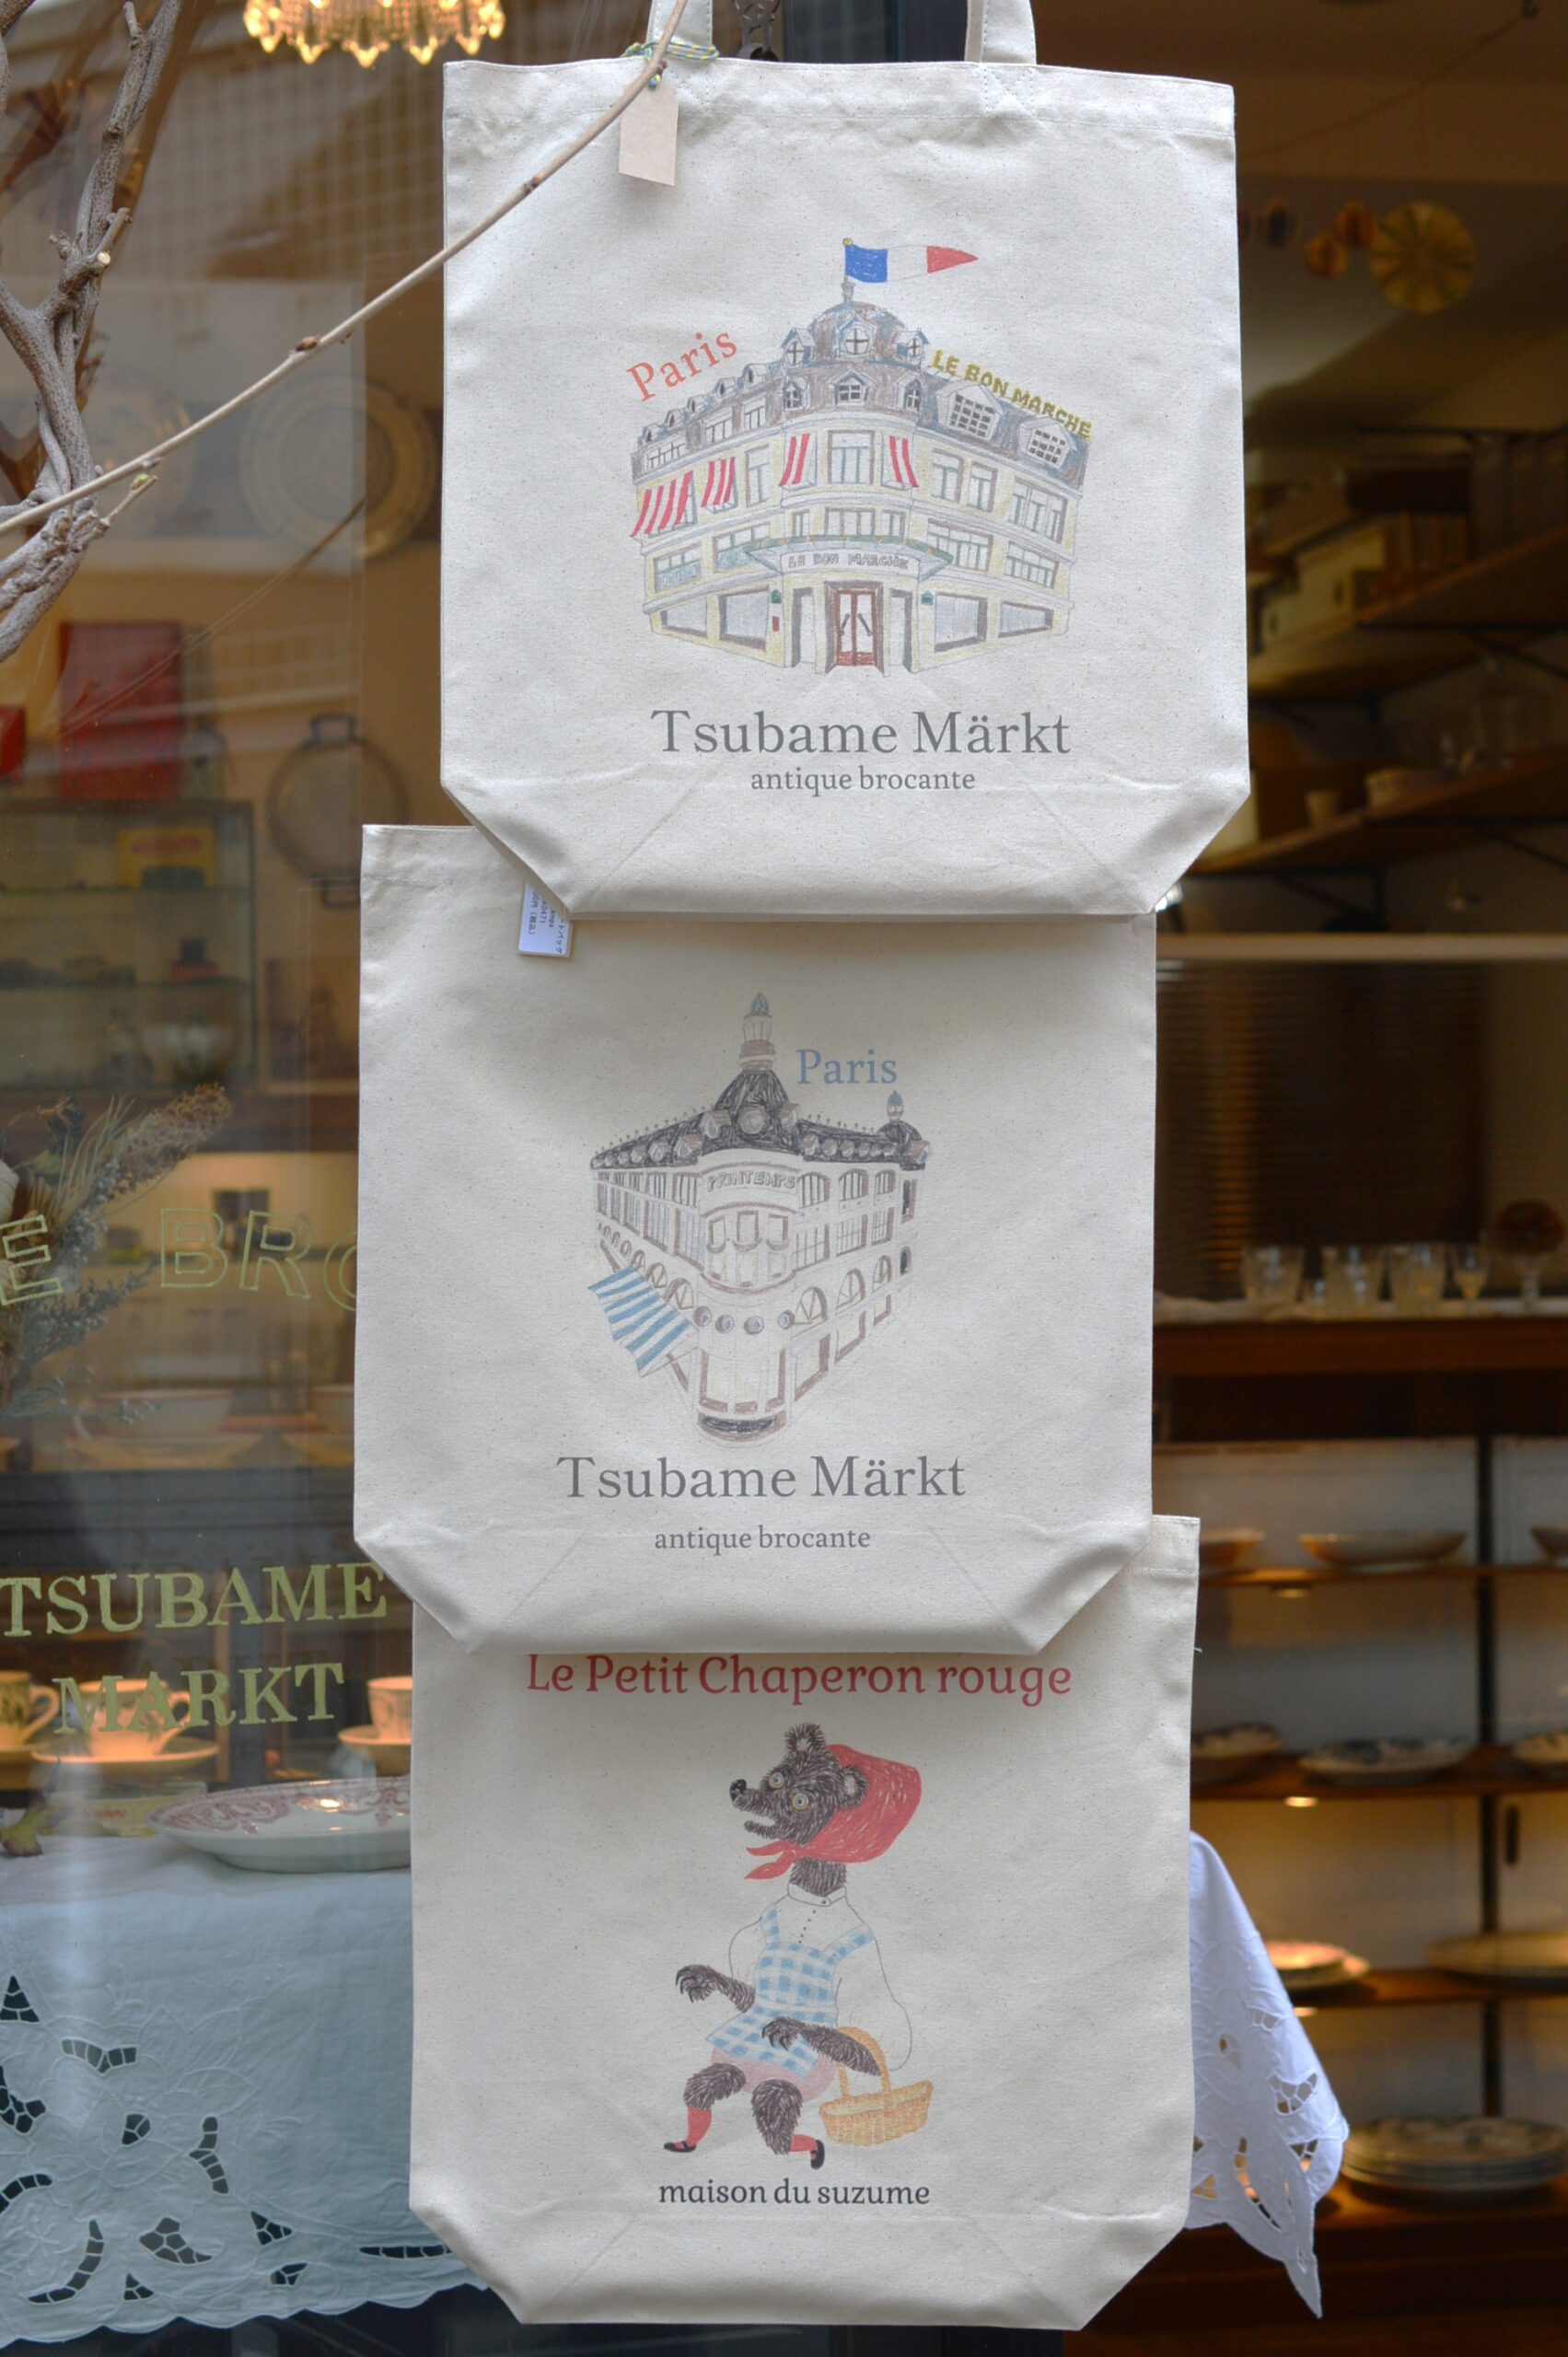 Paris
LE BON MARCHE
LE BON MARCHE
Tsubame Märkt
antique brocante
Paris
PRINTEMPS
Tsubame Märkt
antique brocante
E BRO
TSUBAME
MARKT
Le Petit Chaperon rouge
maison du suzume